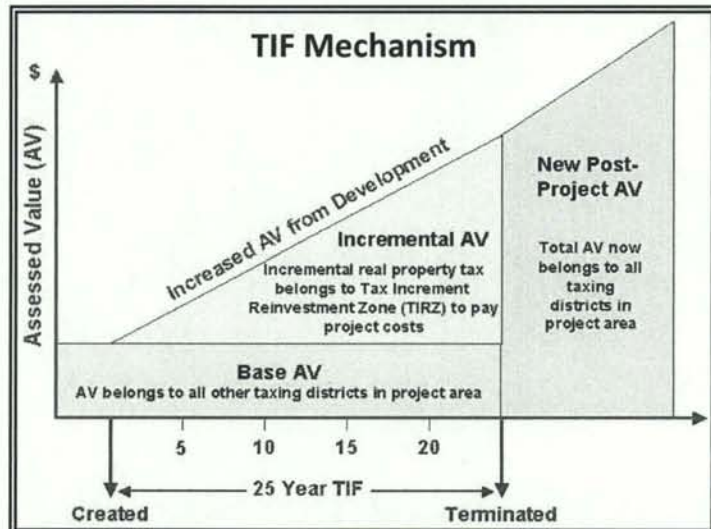 TIF Mechanism
$
Assessed Value (AV)
Increased AV from Development
New Post-
Project AV
Incremental AV
Incremental real property tax
belongs to Tax Increment
Reinvestment Zone (TIRZ) to pay
project costs
Total AV now
belongs to all
taxing
districts in
project area
Base AV
AV belongs to all other taxing districts in project area
5 10 15 20
25 Year TIF
Created Terminated